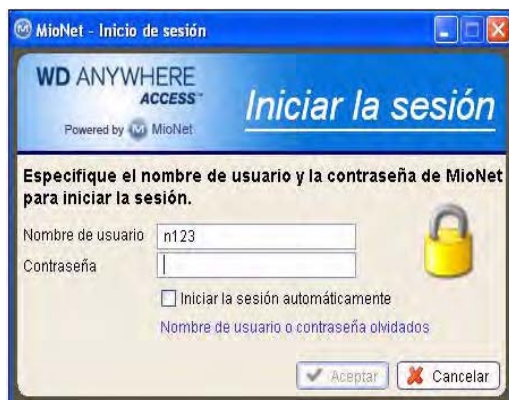 MioNet - Inicio de sesión
WD ANYWHERE
ACCESS™
Powered by MioNet
Iniciar la sesión
Especifique el nombre de usuario y la contraseña de MioNet
para iniciar la sesión.
Nombre de usuario n123
Contraseña
Iniciar la sesión automáticamente
Nombre de usuario o contraseña olvidados
Aceptar Cancelar